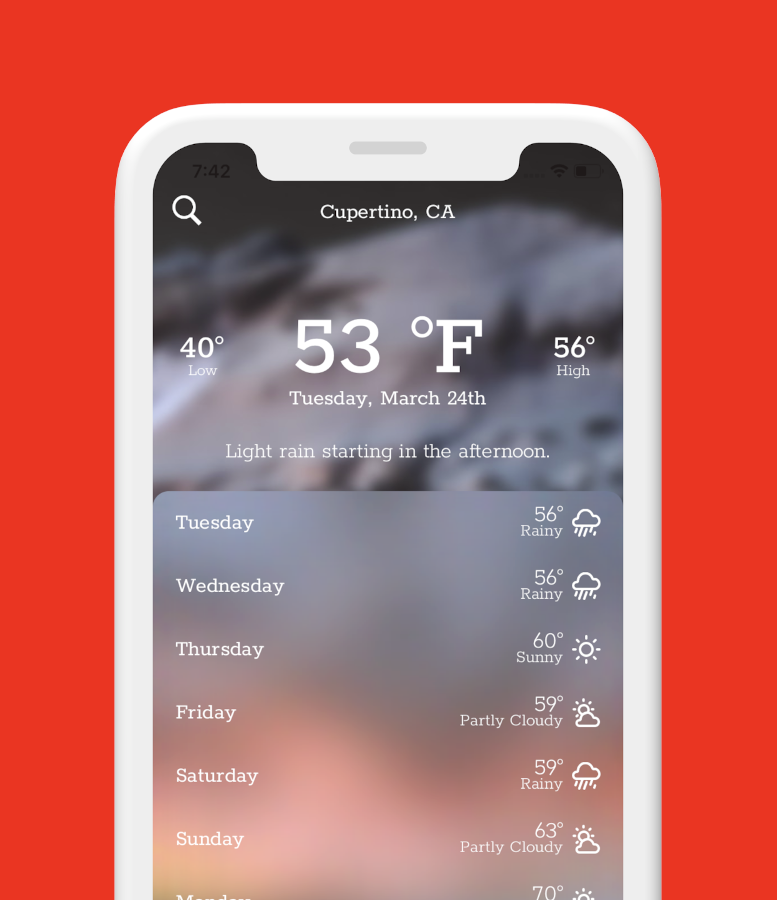 7:42
Cupertino, CA
53 °F
40°
Low
56°
High
Tuesday, March 24th
Light rain starting in the afternoon.
Tuesday
56°
Rainy
Wednesday
56°
Rainy
Thursday
60°
Sunny
Friday
59°
Partly Cloudy
Saturday
59°
Rainy
Sunday
63°
Partly Cloudy
Monday
70°